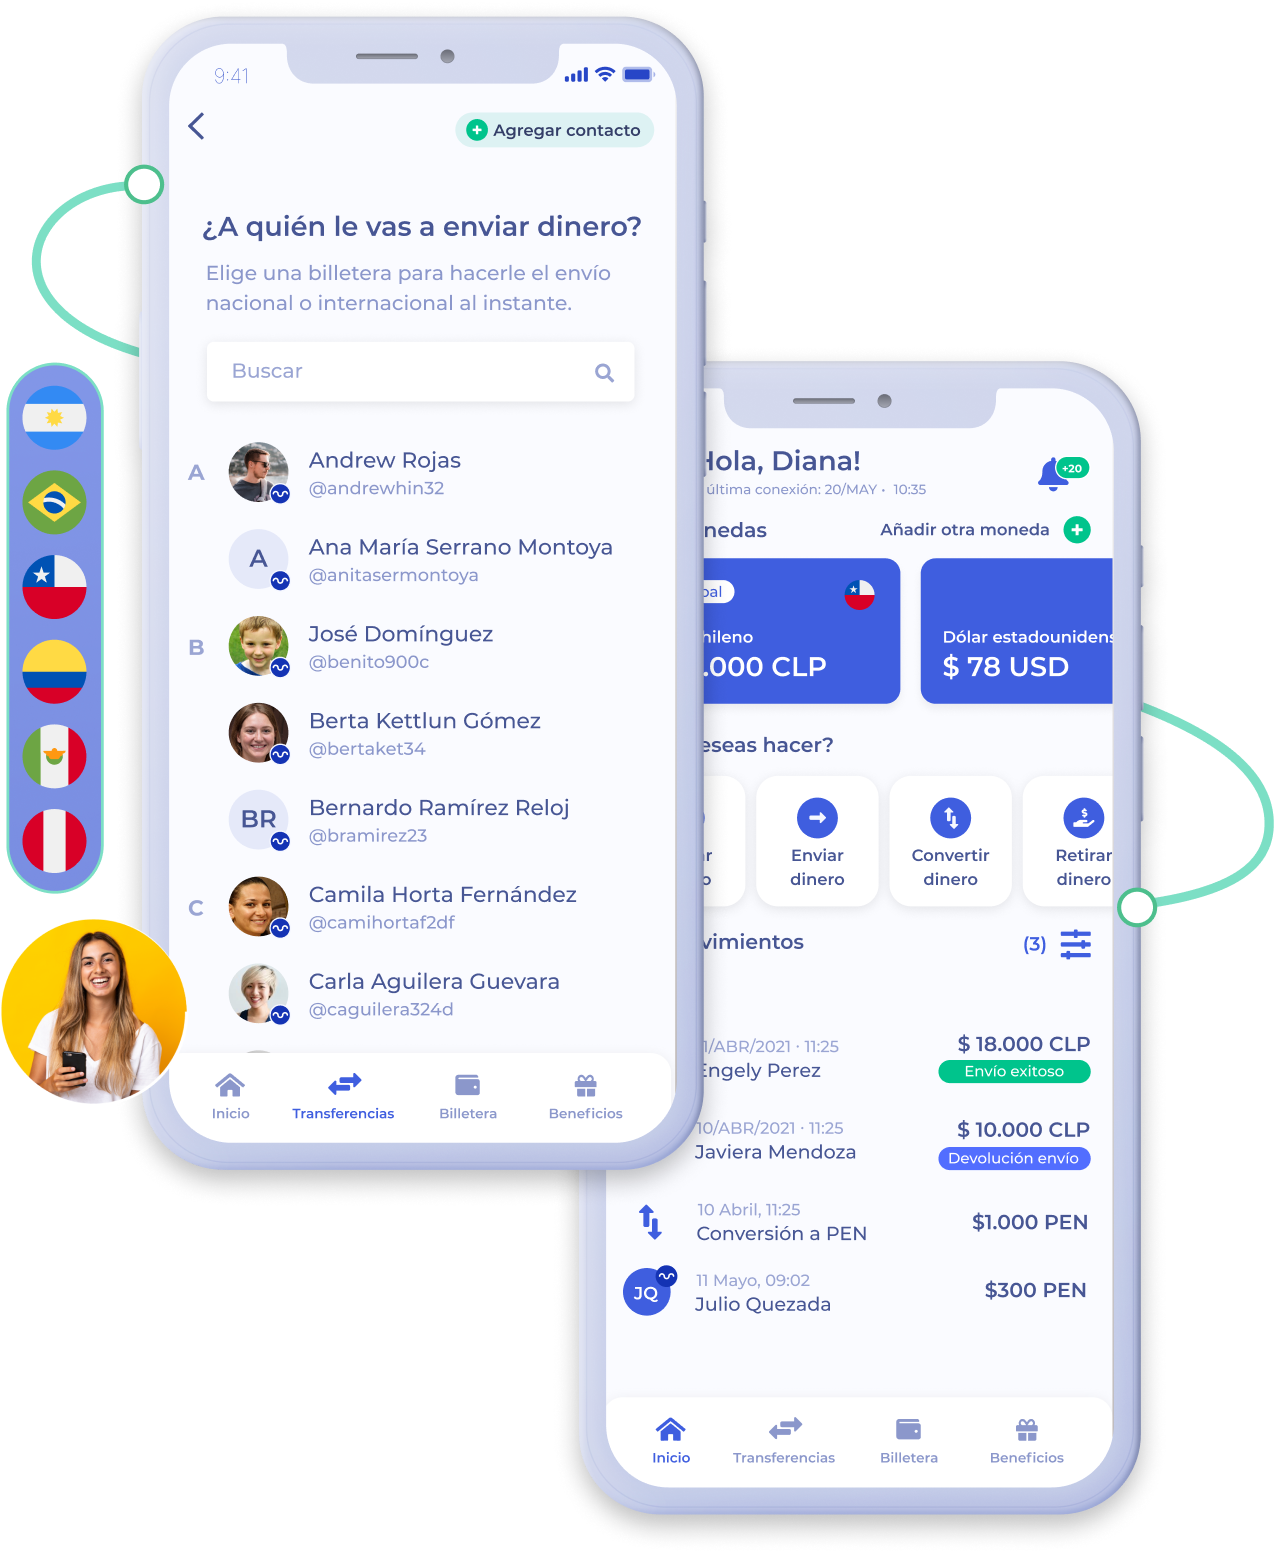 9:41
Agregar contacto
¿A quién le vas a enviar dinero?
Elige una billetera para hacerle el envío
nacional o internacional al instante.
Buscar
A
Andrew Rojas
@andrewhin32
A
Ana María Serrano Montoya
@anitasermontoya
B
José Domínguez
@benito900c
Berta Kettlun Gómez
@bertaket34
BR
Bernardo Ramírez Reloj
@bramirez23
C
Camila Horta Fernández
@camihortaf2df
Carla Aguilera Guevara
@caguilera324d
Inicio
Transferencias
Billetera
Beneficios
Hola, Diana!
+20
última conexión: 20/MAY · 10:35
nedas
Añadir otra moneda
pal
hileno
.000 CLP
Dólar estadounidens
$ 78 USD
eseas hacer?
Enviar
dinero
Convertir
dinero
Retirar
dinero
vimientos
(3)
1/ABR/2021 · 11:25
$ 18.000 CLP
Engely Perez
Envío exitoso
10/ABR/2021 · 11:25
$ 10.000 CLP
Javiera Mendoza
Devolución envío
10 Abril, 11:25
Conversión a PEN
$1.000 PEN
JQ
11 Mayo, 09:02
Julio Quezada
$300 PEN
Inicio
Transferencias
Billetera
Beneficios